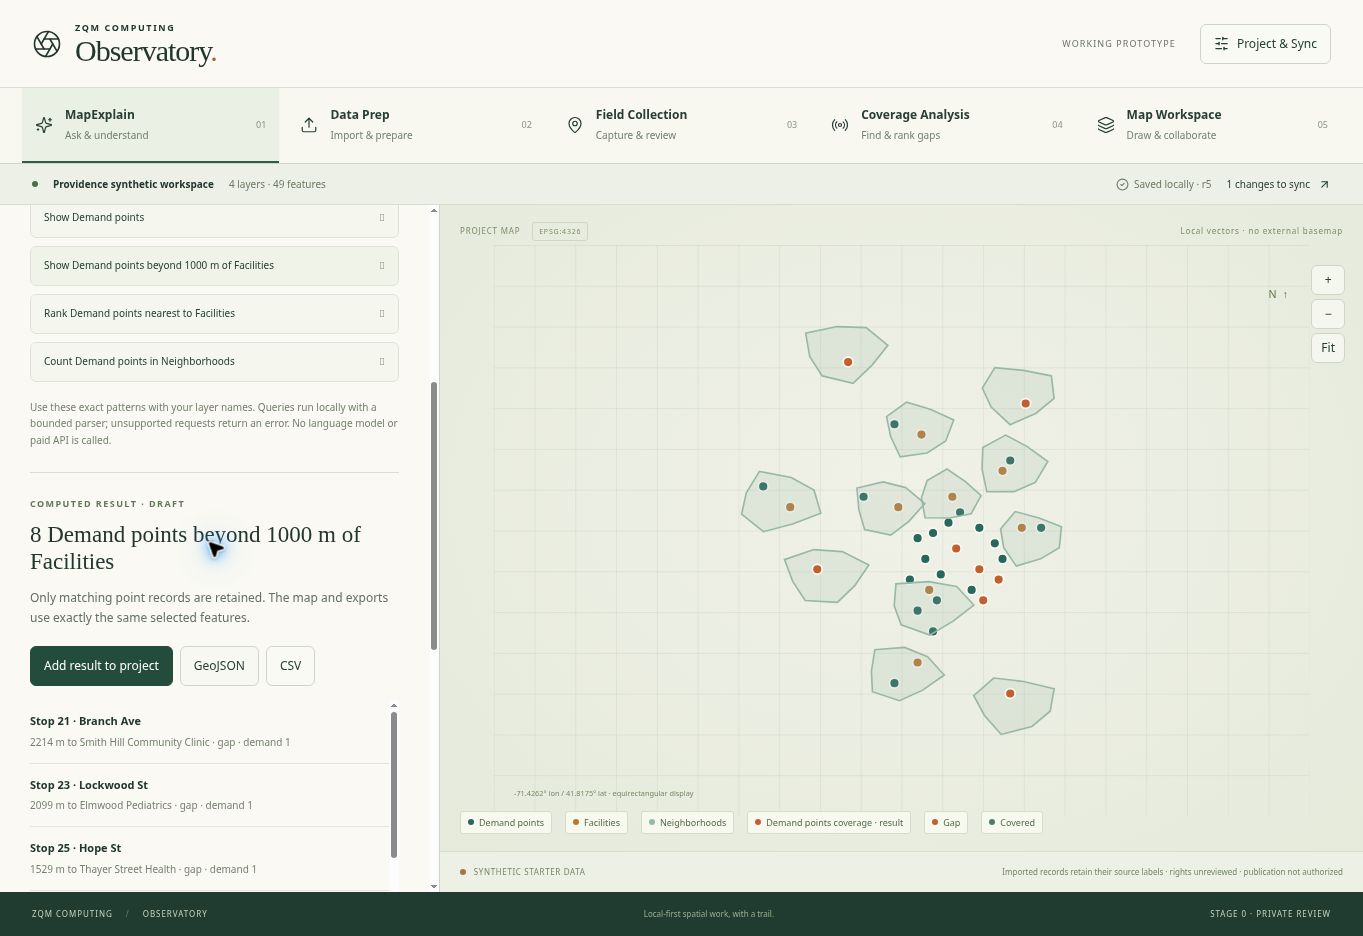 ZQM COMPUTING
Observatory.
WORKING PROTOTYPE
Project & Sync
MapExplain
Ask & understand
01
Data Prep
Import & prepare
02
Field Collection
Capture & review
03
Coverage Analysis
Find & rank gaps
04
Map Workspace
Draw & collaborate
05
Providence synthetic workspace
4 layers · 49 features
Saved locally · r5
1 changes to sync
Show Demand points
Show Demand points beyond 1000 m of Facilities
Rank Demand points nearest to Facilities
Count Demand points in Neighborhoods
Use these exact patterns with your layer names. Queries run locally with a
bounded parser; unsupported requests return an error. No language model or
paid API is called.
COMPUTED RESULT · DRAFT
8 Demand points beyond 1000 m of
Facilities
Only matching point records are retained. The map and exports
use exactly the same selected features.
Add result to project
GeoJSON
CSV
Stop 21 · Branch Ave
2214 m to Smith Hill Community Clinic · gap · demand 1
Stop 23 · Lockwood St
2099 m to Elmwood Pediatrics · gap · demand 1
Stop 25 · Hope St
1529 m to Thayer Street Health · gap · demand 1
PROJECT MAP
EPSG:4326
Local vectors · no external basemap
+
−
Fit
N ↑
-71.4262° lon / 41.8175° lat · equirectangular display
Demand points
Facilities
Neighborhoods
Demand points coverage · result
Gap
Covered
SYNTHETIC STARTER DATA
Imported records retain their source labels · rights unreviewed · publication not authorized
ZQM COMPUTING / OBSERVATORY
Local-first spatial work, with a trail.
STAGE 0 · PRIVATE REVIEW